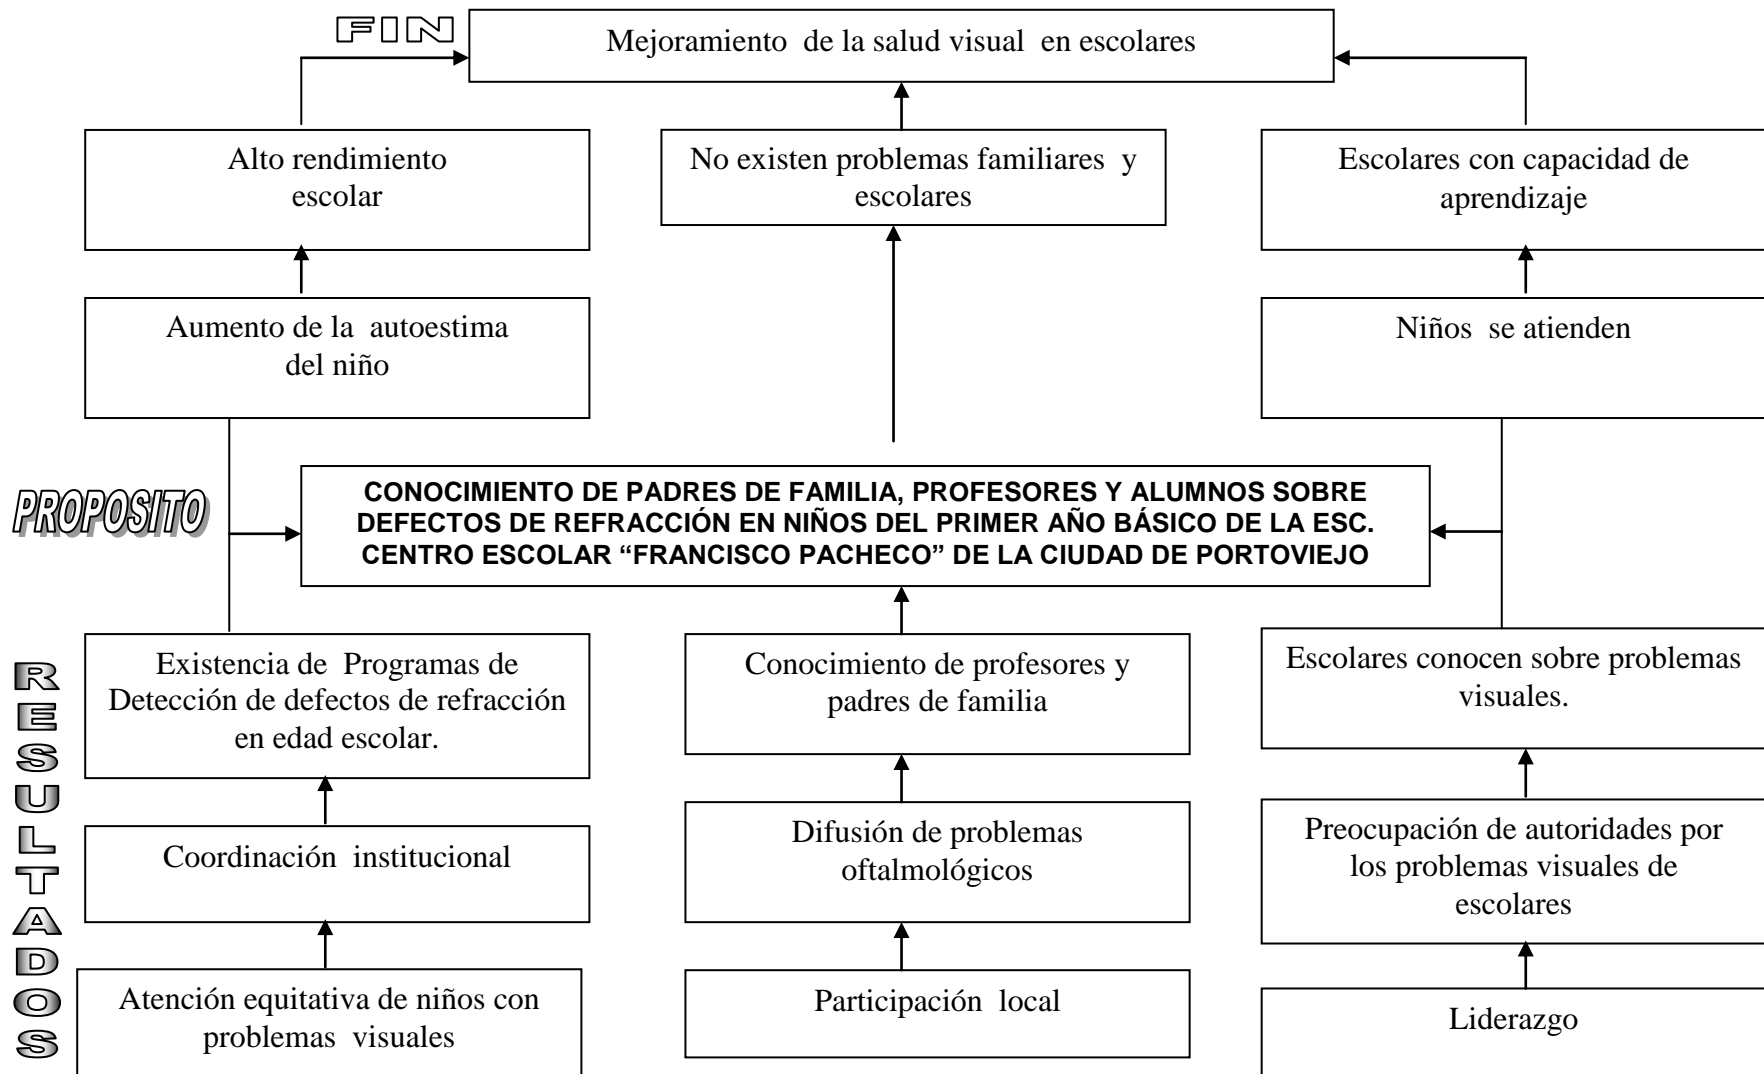 FIN
Mejoramiento de la salud visual en escolares
Alto rendimiento
escolar
No existen problemas familiares y
escolares
Escolares con capacidad de
aprendizaje
Aumento de la autoestima
del niño
Niños se atienden
PROPOSITO
CONOCIMIENTO DE PADRES DE FAMILIA, PROFESORES Y ALUMNOS SOBRE
DEFECTOS DE REFRACCIÓN EN NIÑOS DEL PRIMER AÑO BÁSICO DE LA ESC.
CENTRO ESCOLAR “FRANCISCO PACHECO” DE LA CIUDAD DE PORTOVIEJO
RESULTADOS
Existencia de Programas de
Detección de defectos de refracción
en edad escolar.
Conocimiento de profesores y
padres de familia
Escolares conocen sobre problemas
visuales.
Coordinación institucional
Difusión de problemas
oftalmológicos
Preocupación de autoridades por
los problemas visuales de
escolares
Atención equitativa de niños con
problemas visuales
Participación local
Liderazgo